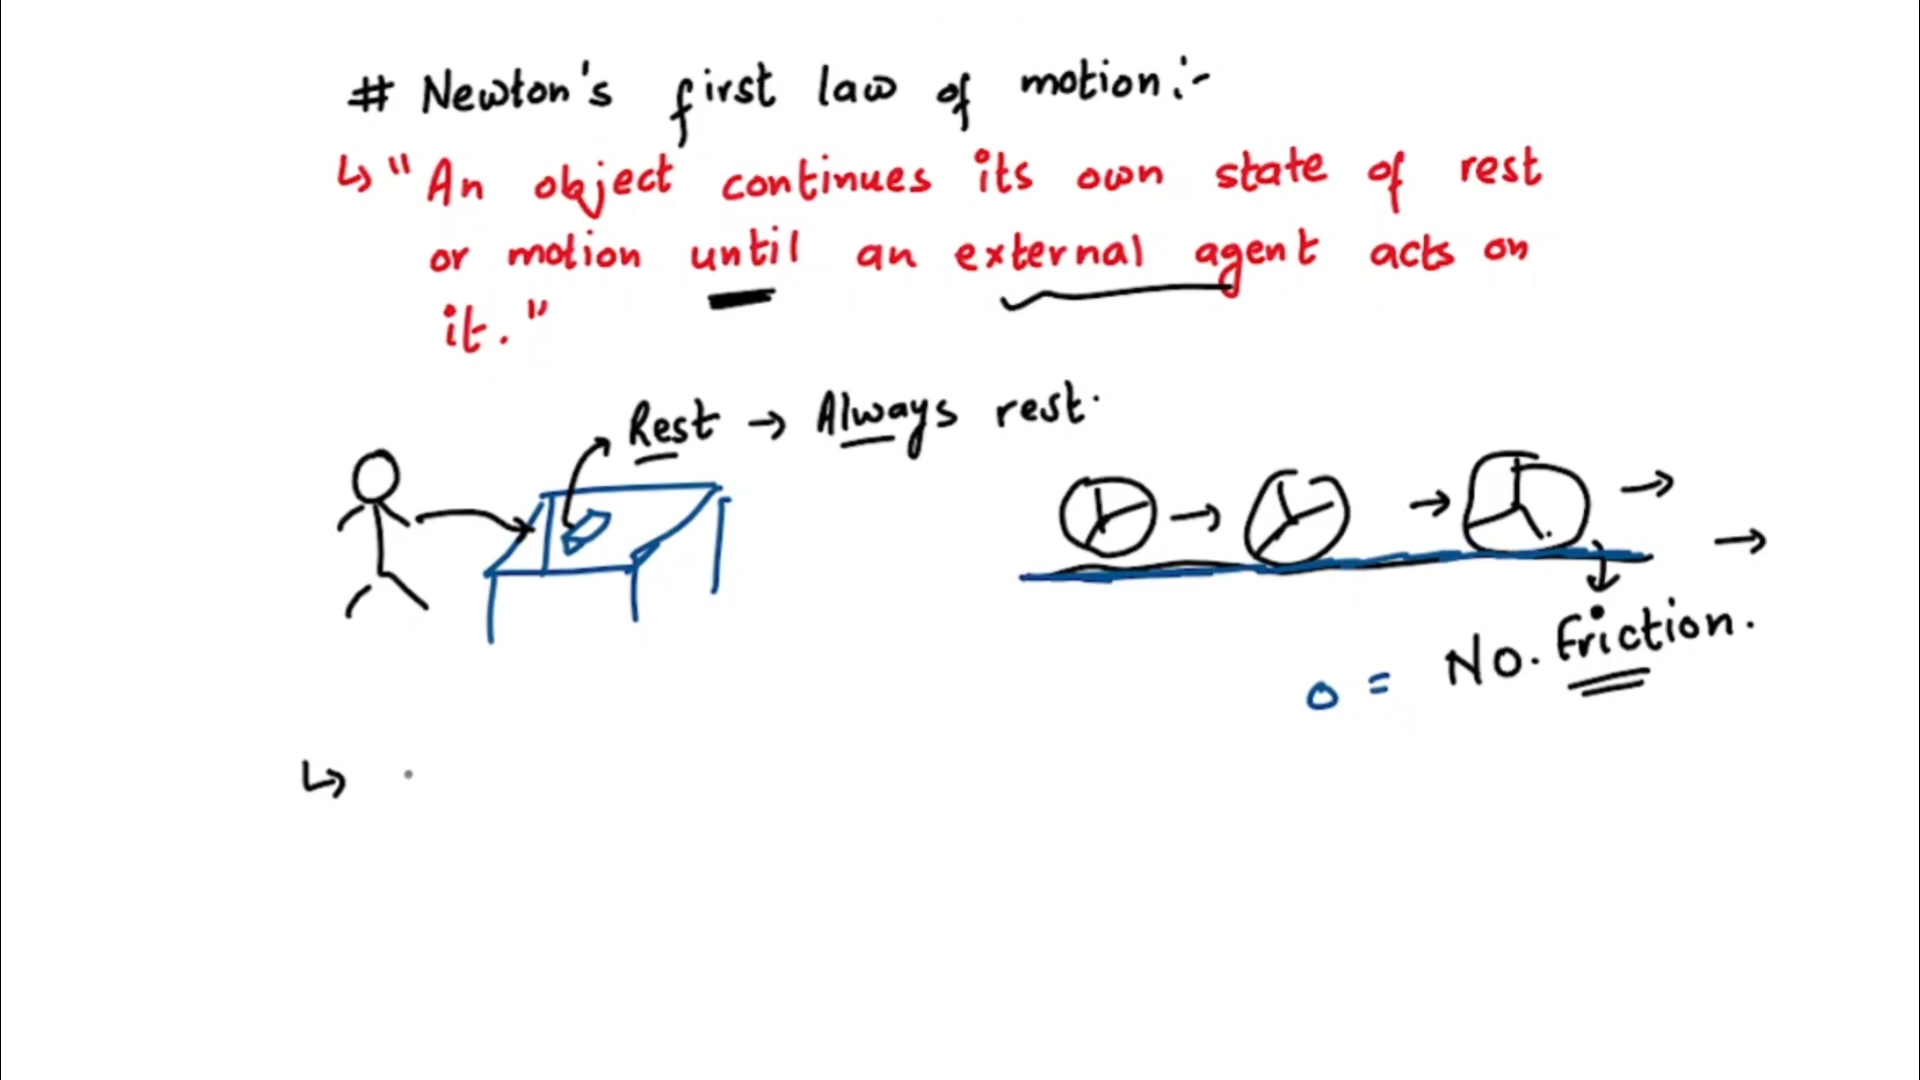 # Newton's first law of motion:-
↳ "An object continues its own state of rest
or motion until an external agent acts on
it."
Rest → Always rest.
0 = No. Friction.
↳